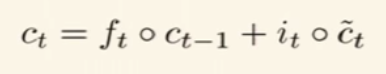 c_t = f_t ∘ c_{t−1} + i_t ∘ c̃_t